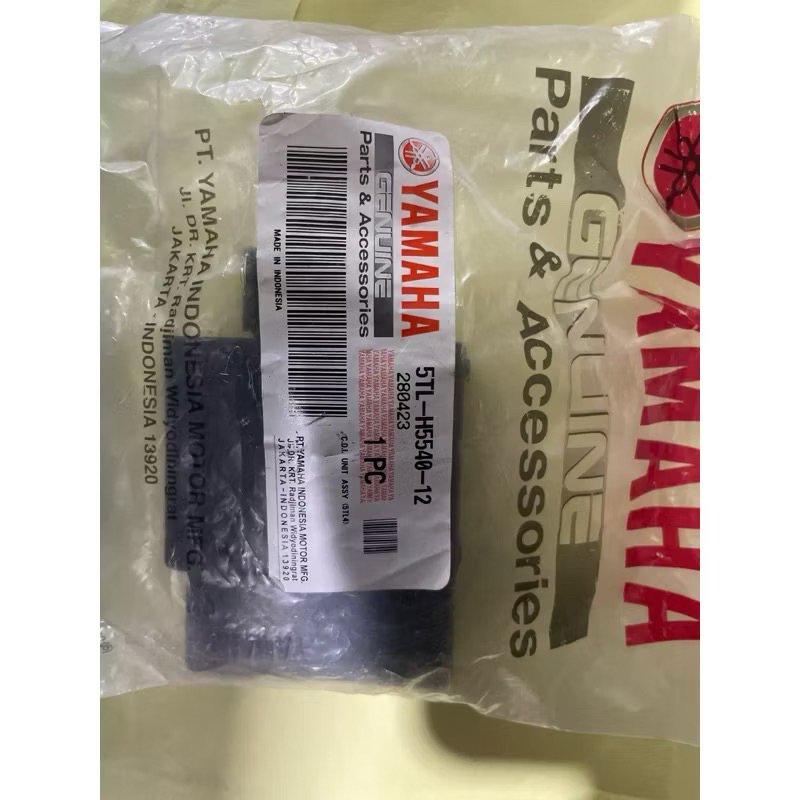 YAMAHA
GENUINE
Parts & Accessories
5TL-H5540-12
280423
1 PC
C.D.I. UNIT ASSY (5TL4)
MADE IN INDONESIA
PT. YAMAHA INDONESIA MOTOR MFG.
Jl. DR. KRT. Radjiman Widyodiningrat
JAKARTA - INDONESIA 13920
YAMAHA
GENUINE
Parts & Accessories
PT. YAMAHA INDONESIA MOTOR MFG.
Jl. DR. KRT. Radjiman Widyodiningrat
JAKARTA - INDONESIA 13920